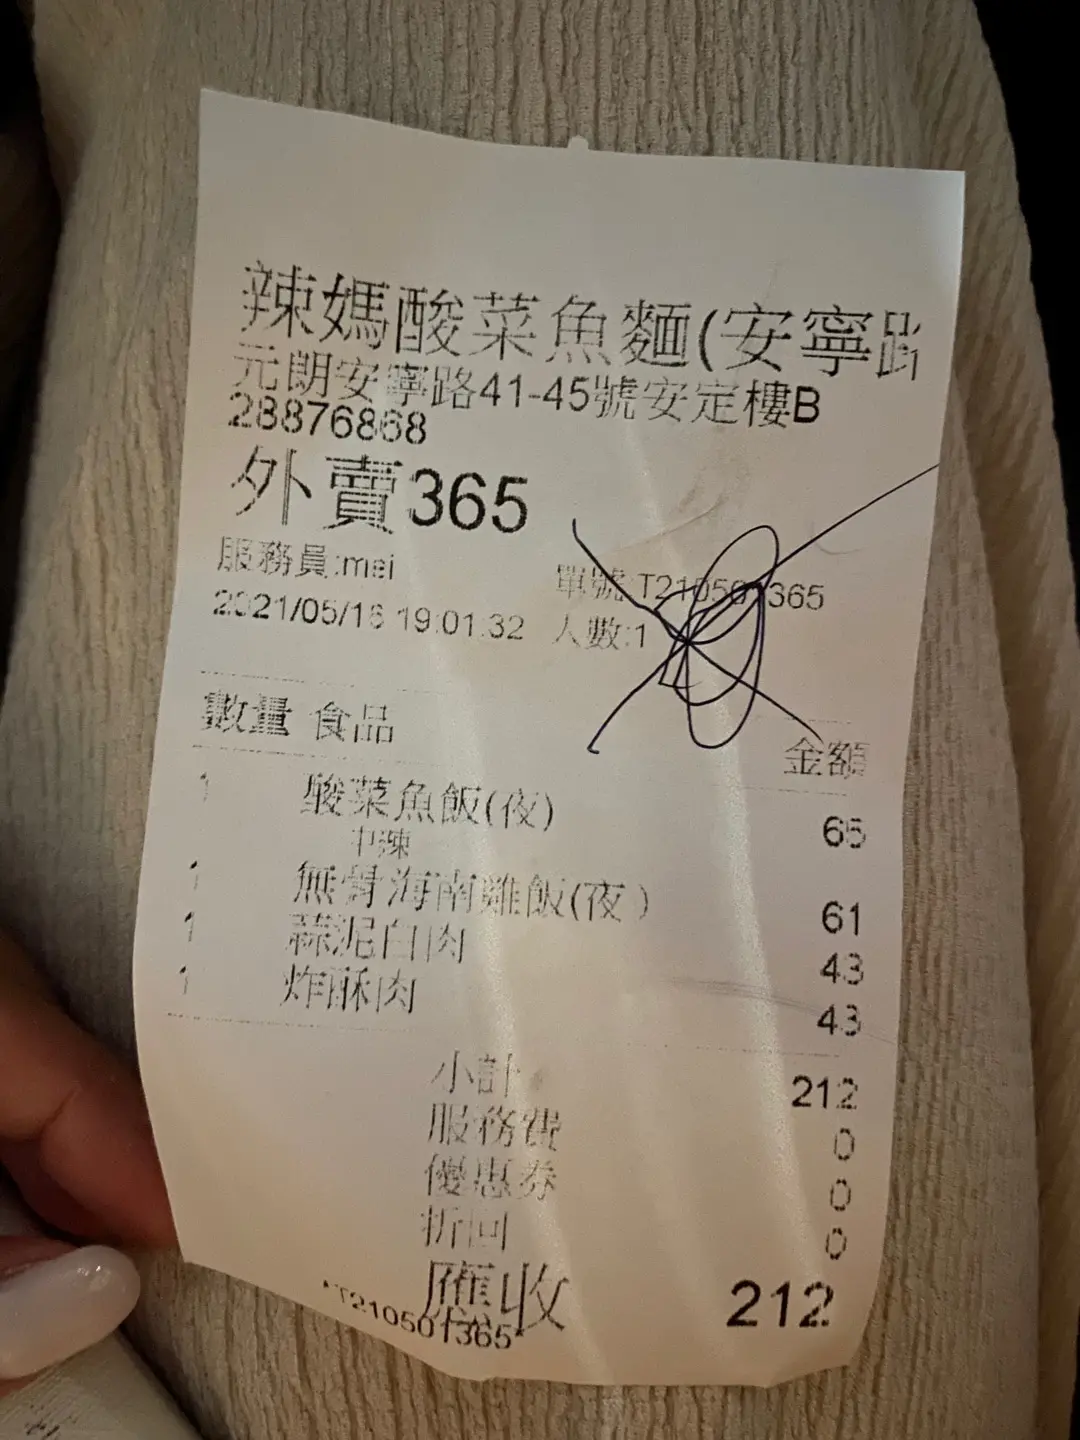 辣媽酸菜魚麵(安寧路
元朗安寧路41-45號安定樓B
28876868
外賣365
服務員:mei
單號:T210501365
2021/05/16 19:01:32 人數:1
數量 食品 金額
1 酸菜魚飯(夜) 65
中辣
1 無骨海南雞飯(夜) 61
1 蒜泥白肉 43
1 炸酥肉 43
小計 212
服務費 0
優惠券 0
折回 0
應收 212
*T210501365*